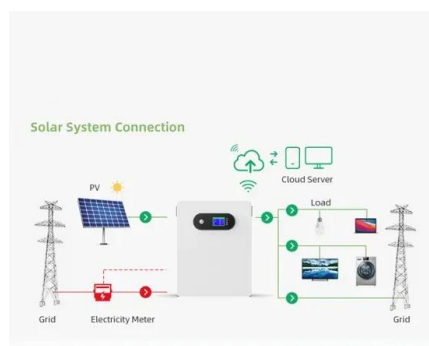 Solar System Connection
Cloud Server
PV
Load
Grid
Electricity Meter
Grid